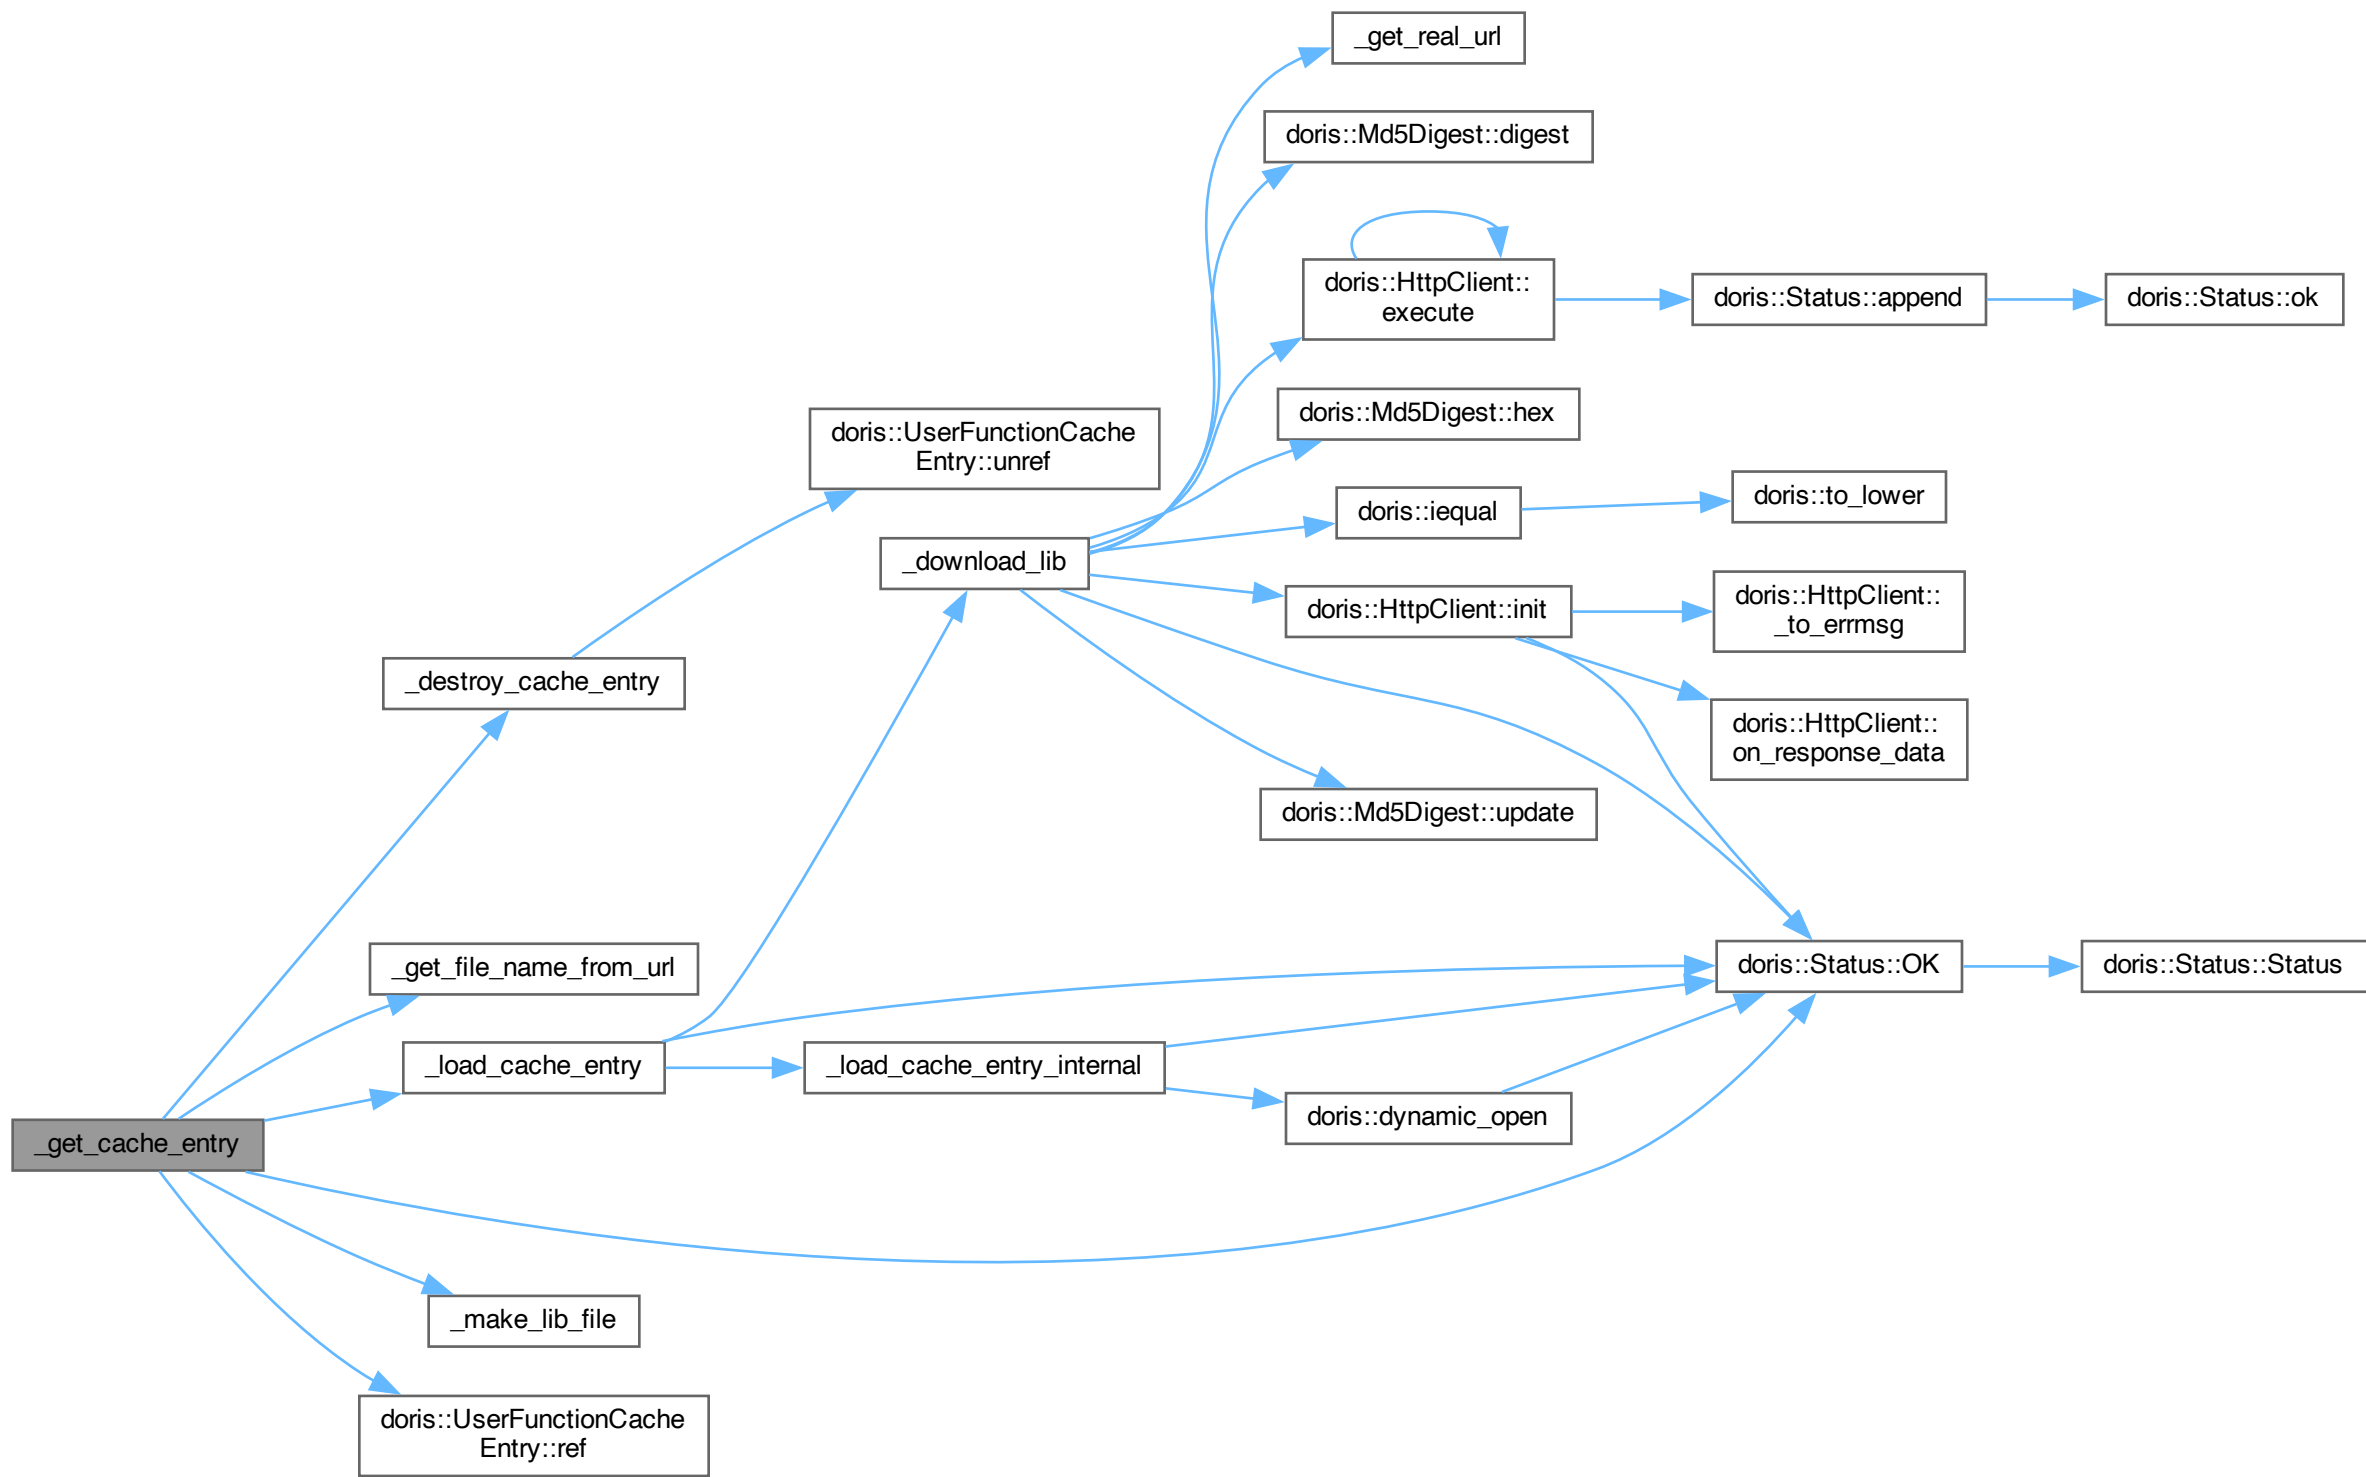 _get_real_url
doris::Md5Digest::digest
doris::HttpClient::
execute
doris::Status::append
doris::Status::ok
doris::Md5Digest::hex
doris::UserFunctionCache
Entry::unref
doris::iequal
doris::to_lower
_download_lib
doris::HttpClient::init
doris::HttpClient::
_to_errmsg
_destroy_cache_entry
doris::HttpClient::
on_response_data
doris::Md5Digest::update
_get_file_name_from_url
doris::Status::OK
doris::Status::Status
_load_cache_entry
_load_cache_entry_internal
doris::dynamic_open
_get_cache_entry
_make_lib_file
doris::UserFunctionCache
Entry::ref